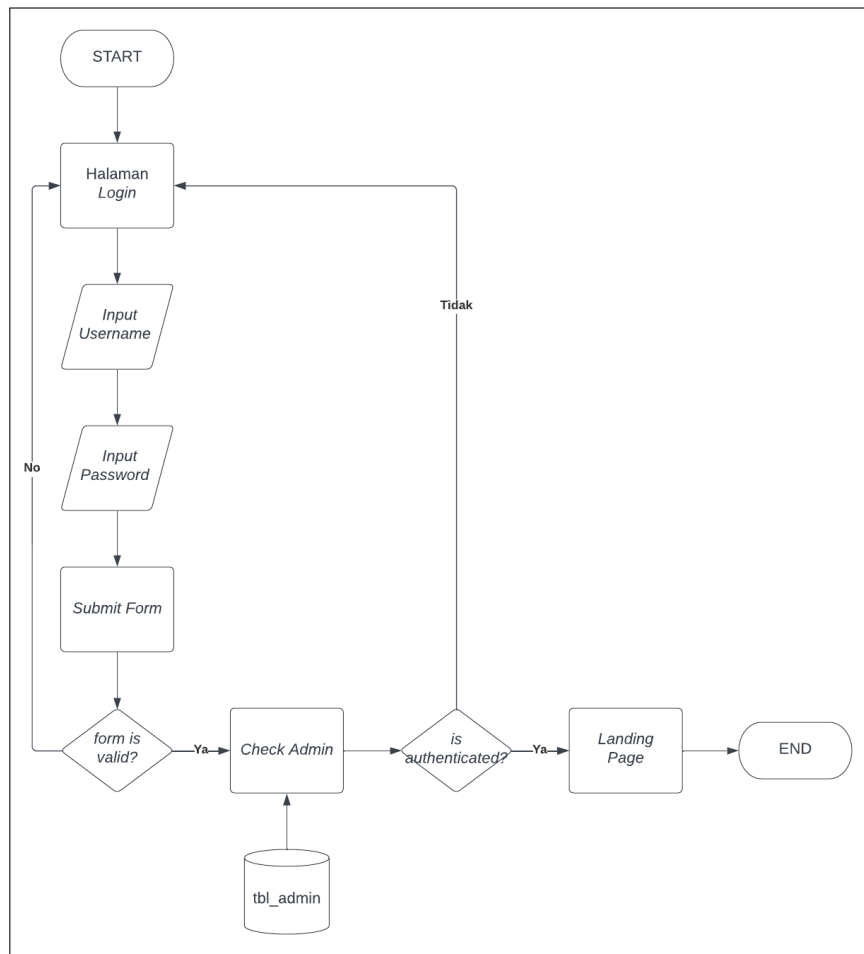 START
Halaman
Login
Input
Username
Input
Password
No
Submit Form
form is
valid?
Ya
Check Admin
tbl_admin
is
authenticated?
Tidak
Ya
Landing
Page
END